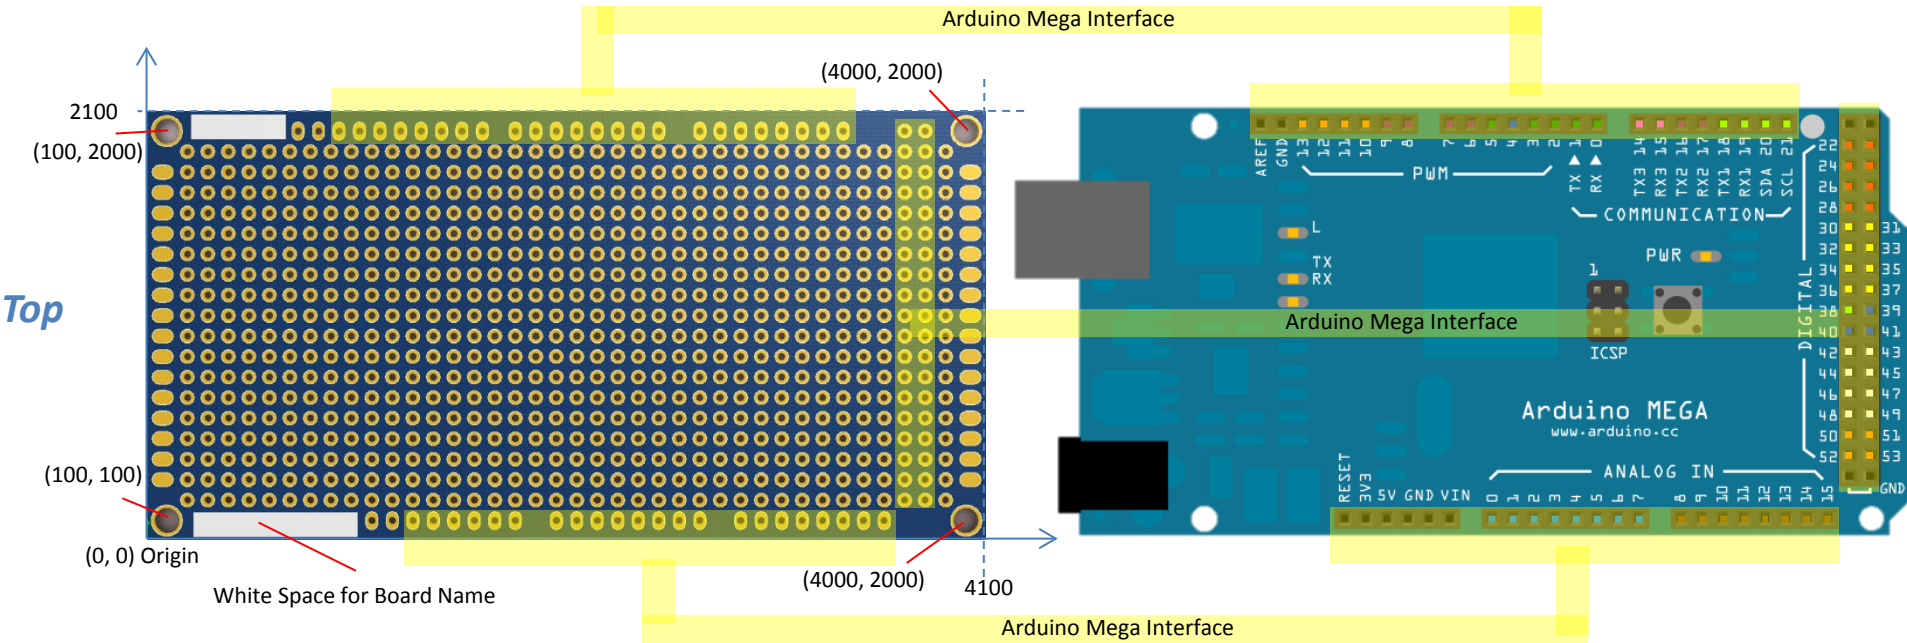 Arduino Mega Interface
(4000, 2000)
2100
(100, 2000)
Top
(100, 100)
(0, 0) Origin
White Space for Board Name
(4000, 2000)
4100
Arduino Mega Interface
Arduino Mega Interface
AREF
GND
13
12
11
10
9
8
7
6
5
4
3
2
TX ▶ 1
RX ▶ 0
TX3 14
RX3 15
TX2 16
RX2 17
TX1 18
RX1 19
SDA 20
SCL 21
PWM
COMMUNICATION
L
TX
RX
PWR
1
ICSP
DIGITAL
22
24
26
28
30 31
32 33
34 35
36 37
38 39
40 41
42 43
44 45
46 47
48 49
50 51
52 53
GND
Arduino MEGA
www.arduino.cc
ANALOG IN
RESET
3V3
5V GND VIN
0
1
2
3
4
5
6
7
8
9
10
11
12
13
14
15